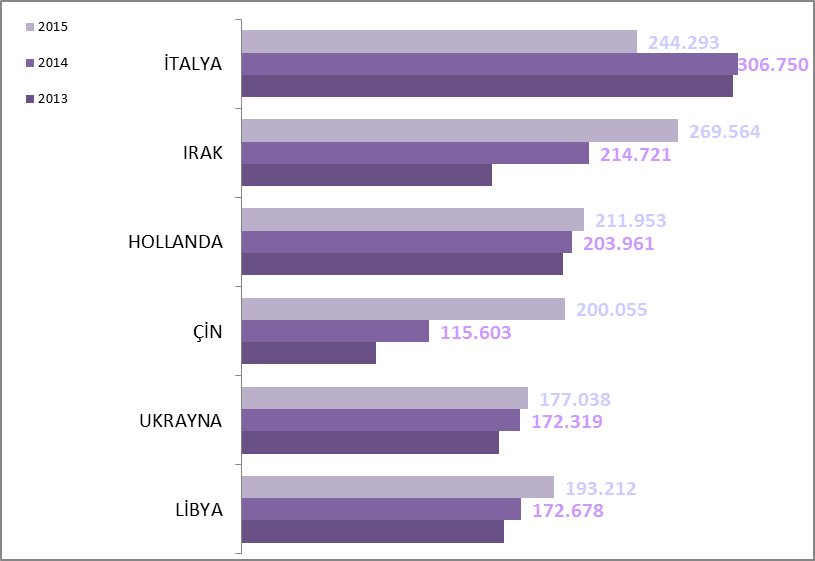 2015
2014
2013
İTALYA
244.293
306.750
IRAK
269.564
214.721
HOLLANDA
211.953
203.961
ÇİN
200.055
115.603
UKRAYNA
177.038
172.319
LİBYA
193.212
172.678